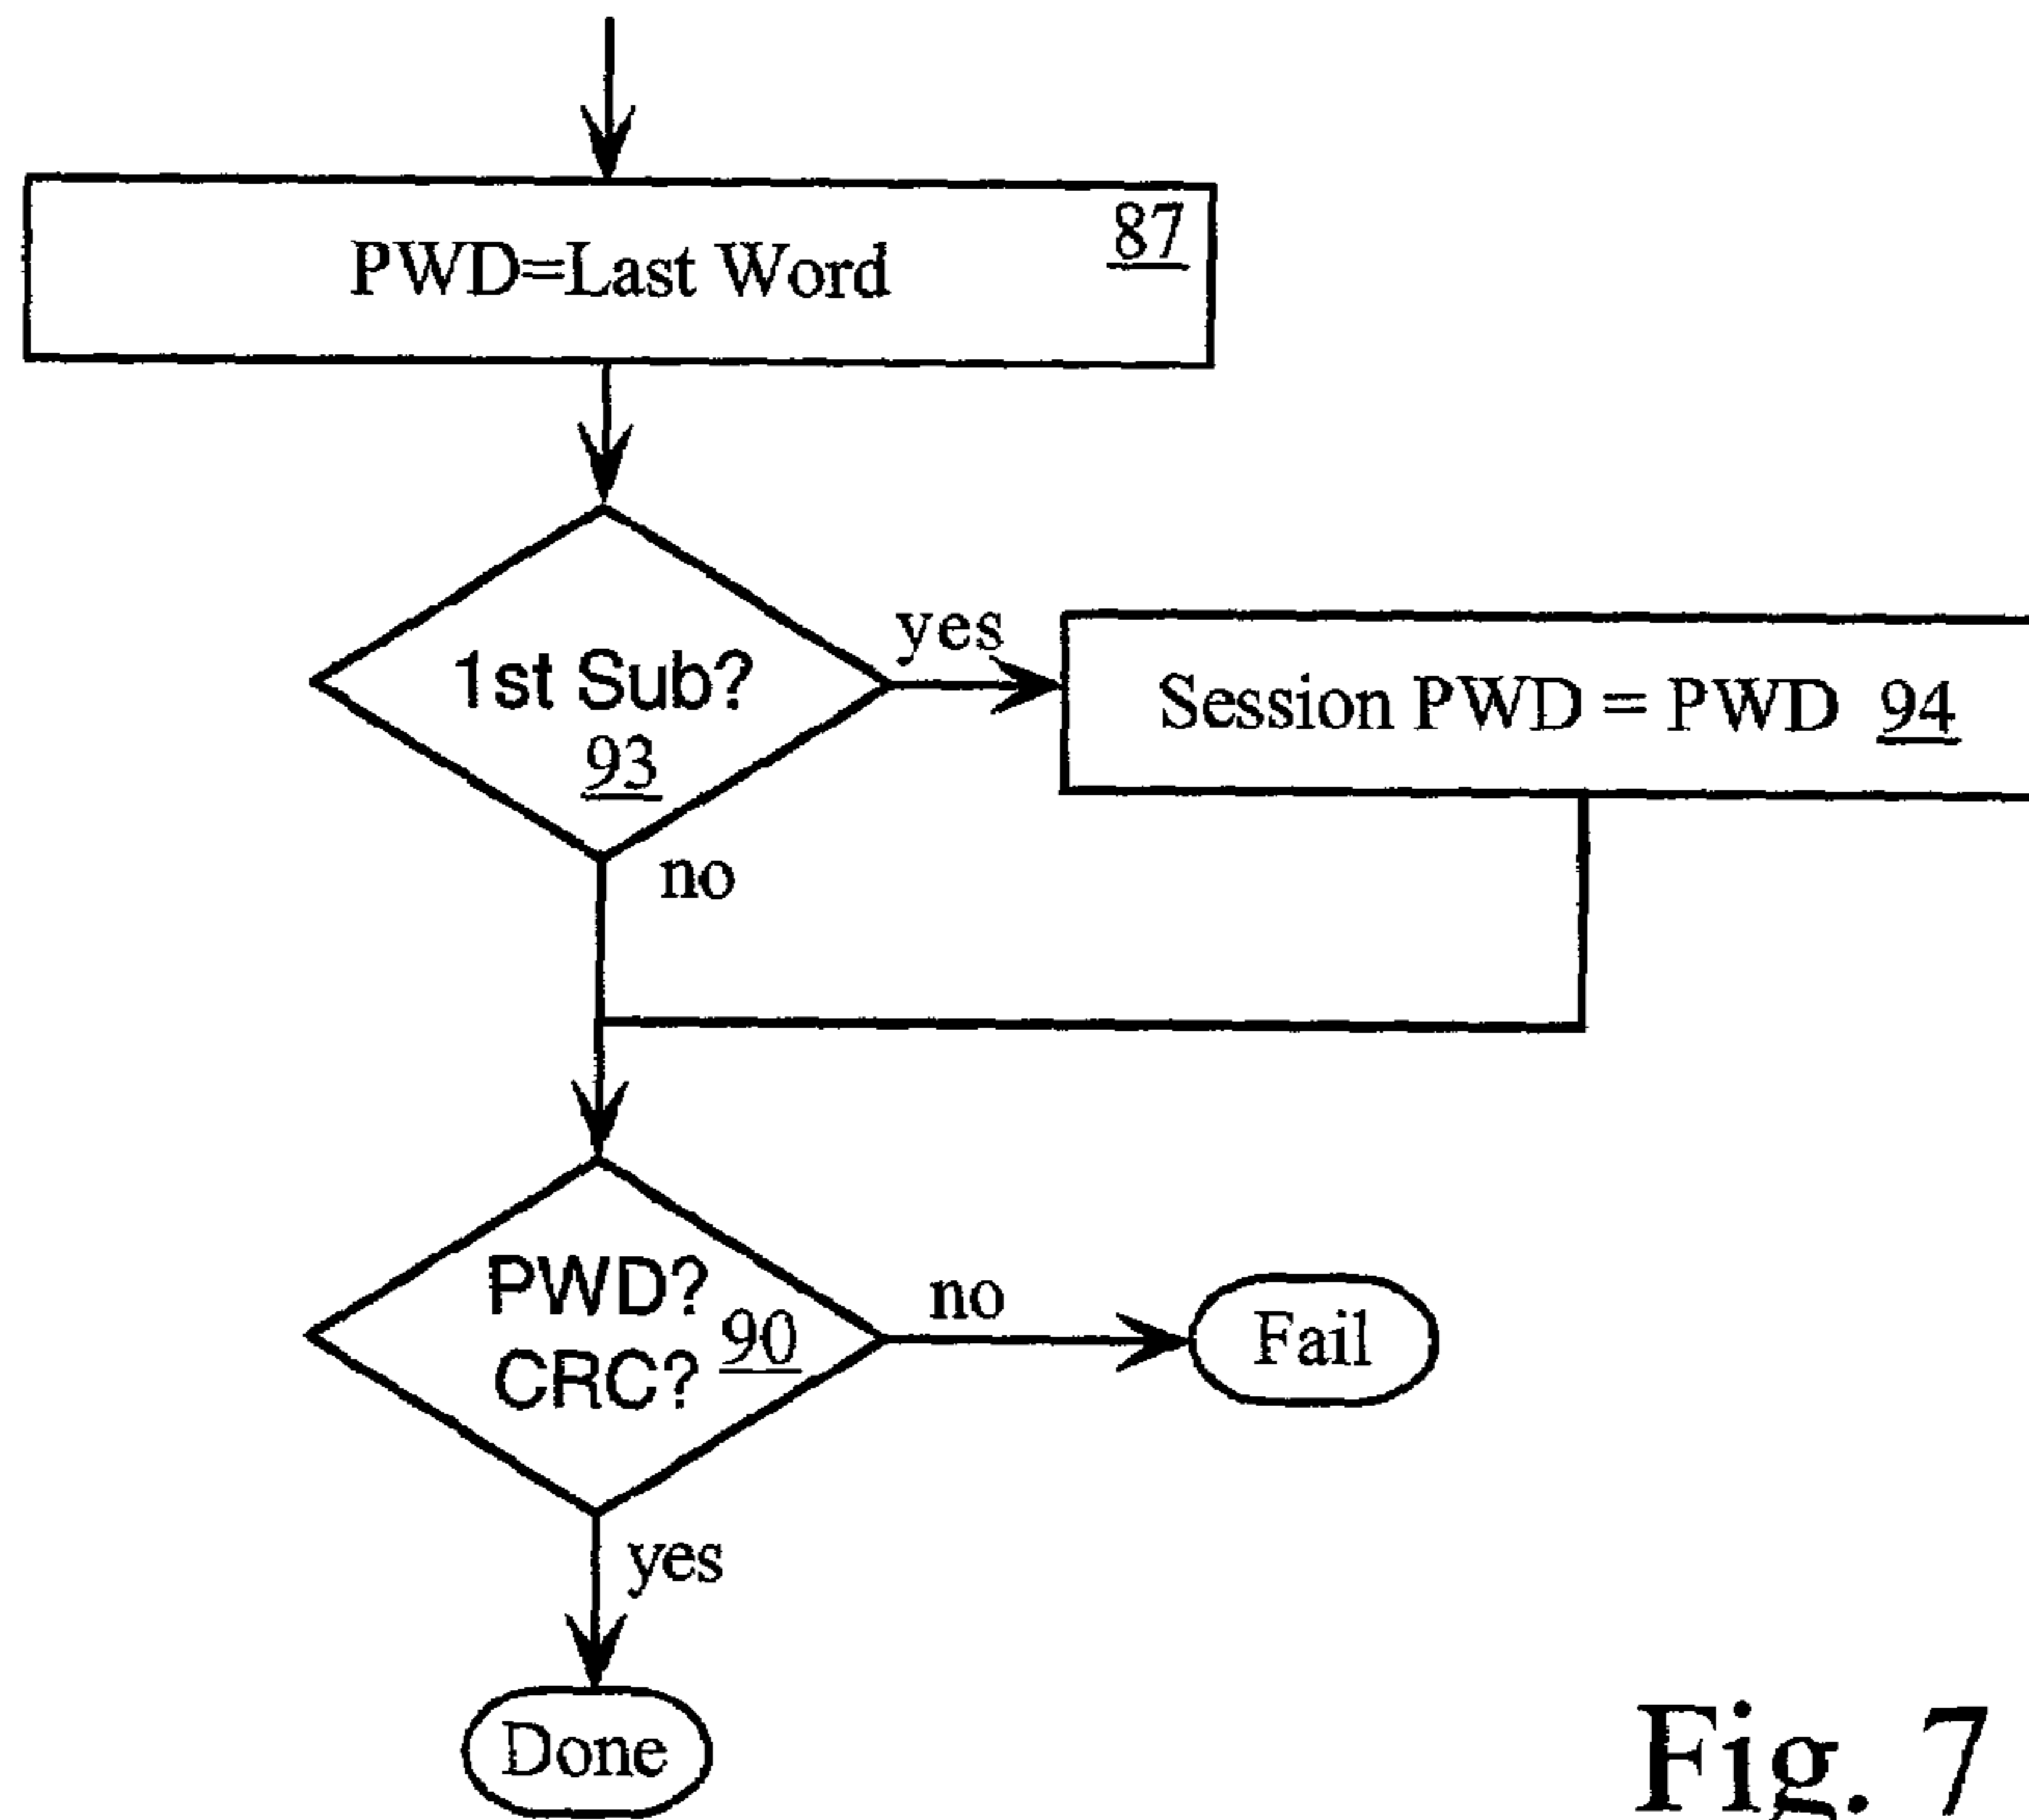 87
PWD=Last Word
1st Sub?
93
yes
Session PWD = PWD 94
no
PWD?
CRC?
90
no
Fail
yes
Done
Fig. 7